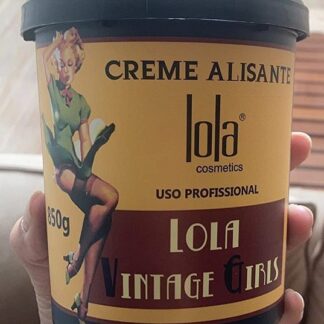 CREME ALISANTE
lola®
cosmetics
USO PROFISSIONAL
850g
LOLA
VINTAGE GIRLS